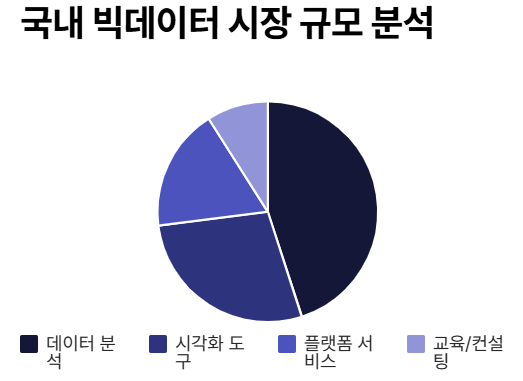 국내 빅데이터 시장 규모 분석
데이터 분
석
시각화 도
구
플랫폼 서
비스
교육/컨설
팅